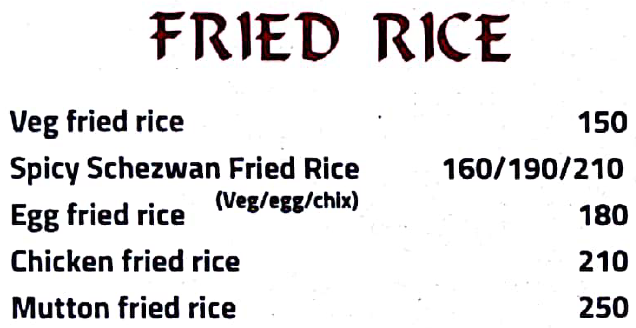 FRIED RICE
Veg fried rice 150
Spicy Schezwan Fried Rice 160/190/210
(Veg/egg/chix)
Egg fried rice 180
Chicken fried rice 210
Mutton fried rice 250